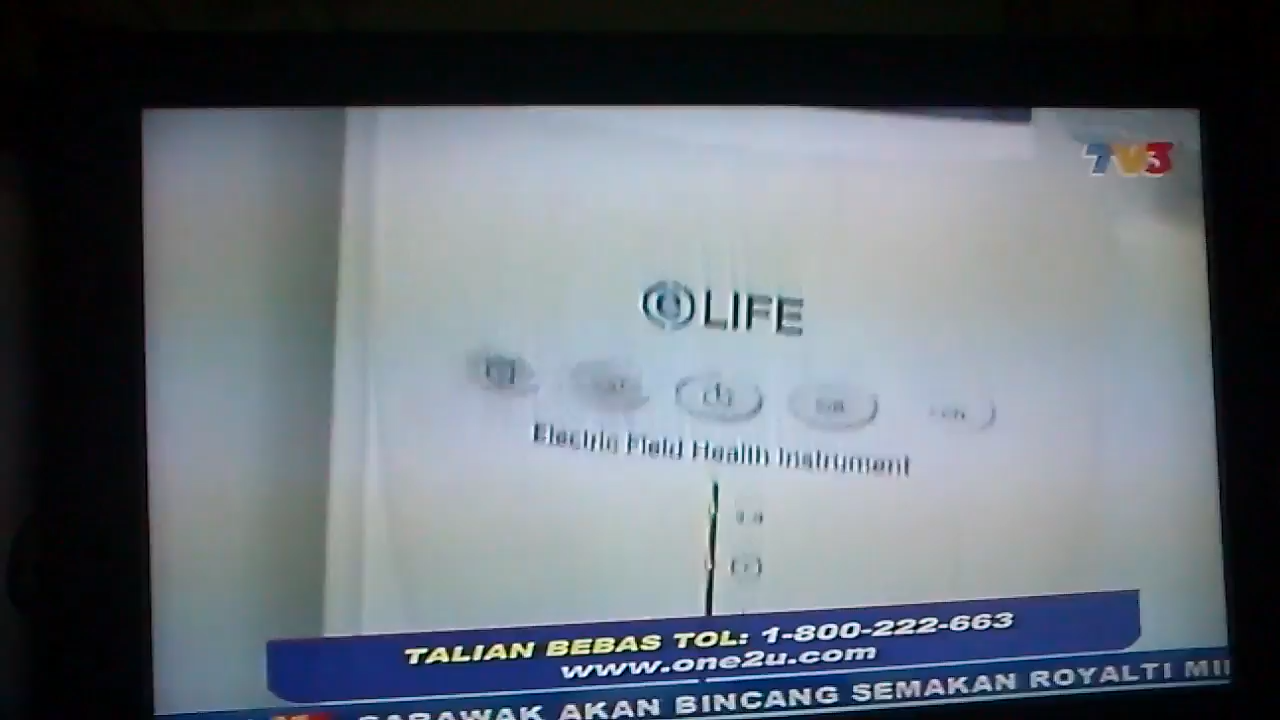 TV3
LIFE
Electric Field Health Instrument
TALIAN BEBAS TOL: 1-800-222-663
www.one2u.com
SARAWAK AKAN BINCANG SEMAKAN ROYALTI